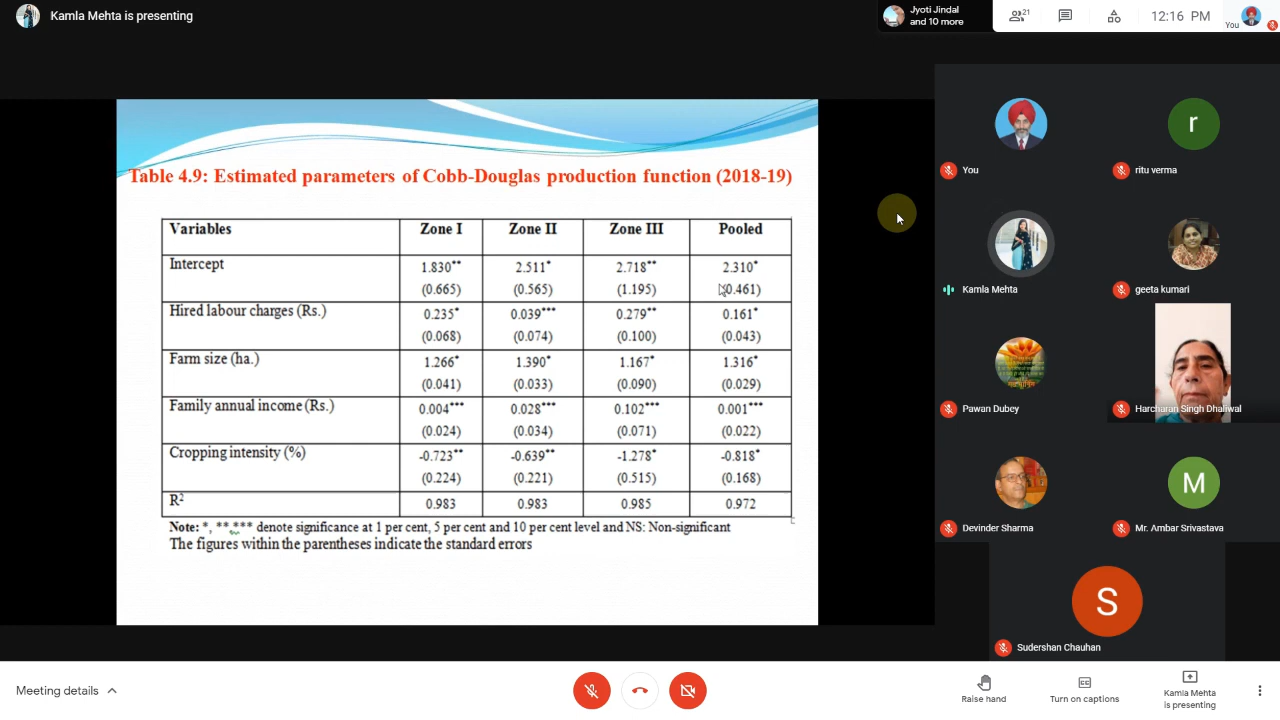 Kamla Mehta is presenting
Jyoti Jindal
and 10 more
21
12:16 PM
You
Table 4.9: Estimated parameters of Cobb-Douglas production function (2018-19)
Variables Zone I Zone II Zone III Pooled
Intercept 1.830** 2.511* 2.718** 2.310*
(0.665) (0.565) (1.195) (0.461)
Hired labour charges (Rs.) 0.235* 0.039*** 0.279** 0.161*
(0.068) (0.074) (0.100) (0.043)
Farm size (ha.) 1.266* 1.390* 1.167* 1.316*
(0.041) (0.033) (0.090) (0.029)
Family annual income (Rs.) 0.004*** 0.028*** 0.102*** 0.001***
(0.024) (0.034) (0.071) (0.022)
Cropping intensity (%) -0.723** -0.639** -1.278* -0.818*
(0.224) (0.221) (0.515) (0.168)
R² 0.983 0.983 0.985 0.972
Note: *, **,*** denote significance at 1 per cent, 5 per cent and 10 per cent level and NS: Non-significant
The figures within the parentheses indicate the standard errors
You
r
ritu verma
Kamla Mehta
geeta kumari
Pawan Dubey
Harcharan Singh Dhaliwal
Devinder Sharma
M
Mr. Ambar Srivastava
S
Sudershan Chauhan
Meeting details
Raise hand
Turn on captions
Kamla Mehta
is presenting